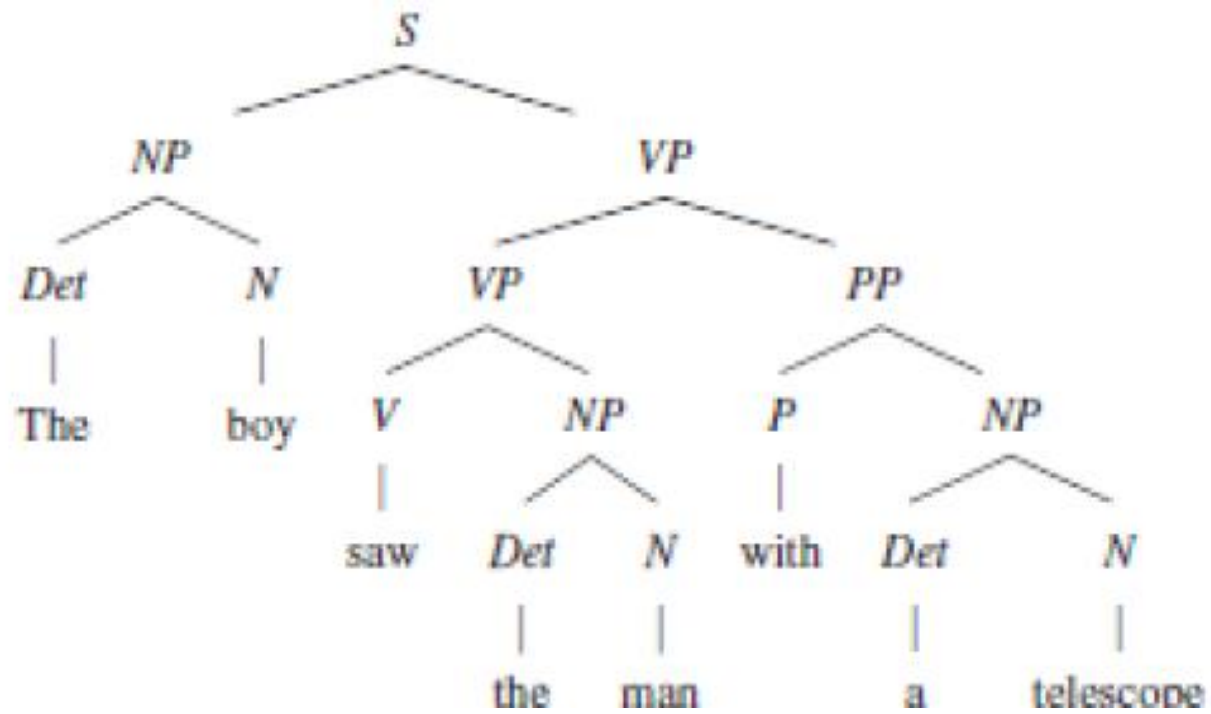 S
NP VP
Det N VP PP
The boy V NP P NP
saw Det N with Det N
the man a telescope